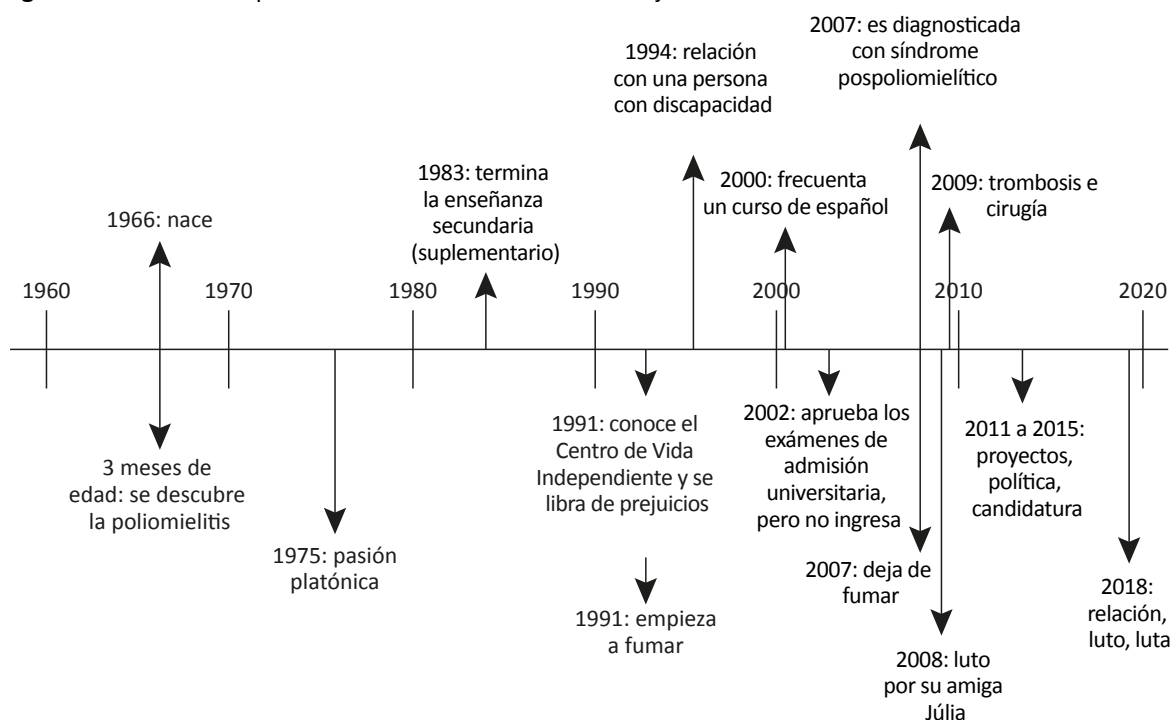 2007: es diagnosticada
con síndrome
pospoliomielítico
1994: relación
con una persona
con discapacidad
1983: termina
la enseñanza
secundaria
(suplementario)
2000: frecuenta
un curso de español
2009: trombosis e
cirugía
1966: nace
1960
1970
1980
1990
2000
2010
2020
3 meses de
edad: se descubre
la poliomielitis
1975: pasión
platónica
1991: conoce el
Centro de Vida
Independiente y se
libra de prejuicios
1991: empieza
a fumar
2002: aprueba los
exámenes de
admisión
universitaria,
pero no ingresa
2007: deja de
fumar
2008: luto
por su amiga
Júlia
2011 a 2015:
proyectos,
política,
candidatura
2018:
relación,
luto, luta